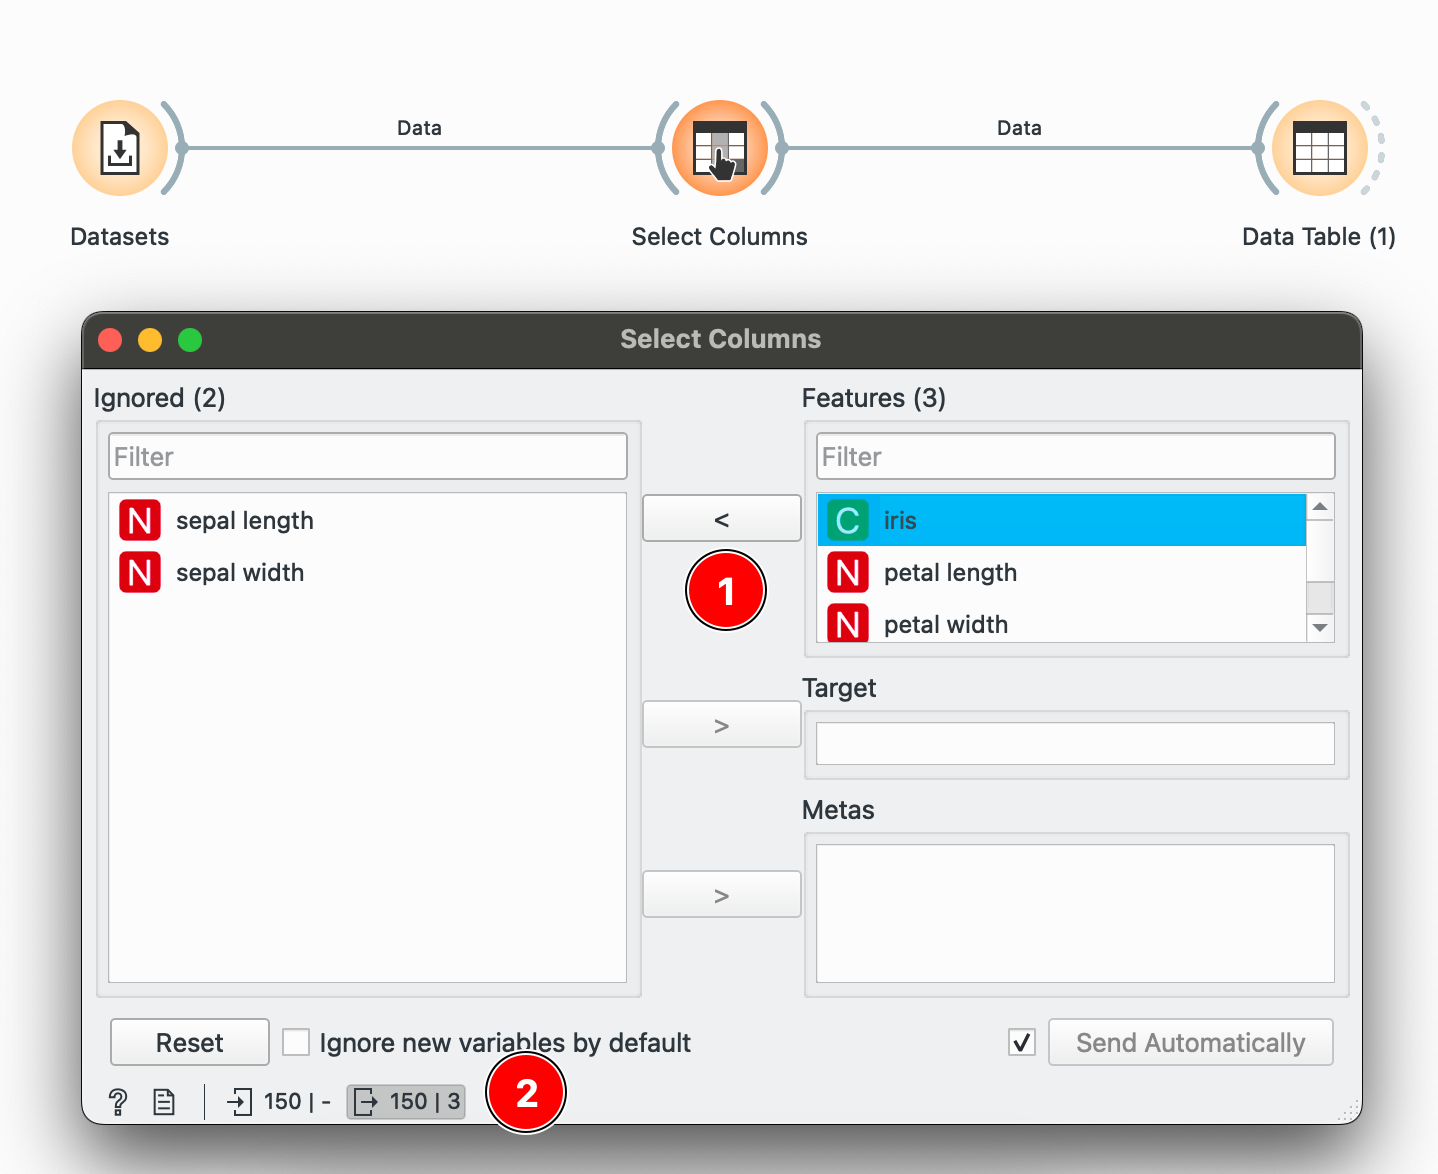 Data
Data
Datasets
Select Columns
Data Table (1)
Select Columns
Ignored (2)
Features (3)
Filter
Filter
N sepal length
N sepal width
<
1
C iris
N petal length
N petal width
Target
>
Metas
>
Reset
Ignore new variables by default
Send Automatically
? 150 | - 150 | 3
2